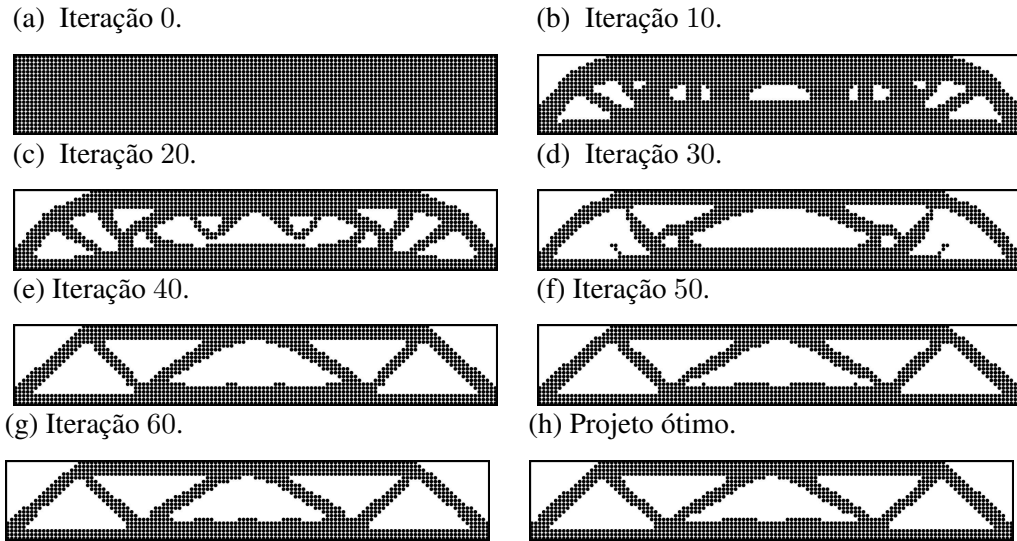 (a) Iteração 0.
(b) Iteração 10.
(c) Iteração 20.
(d) Iteração 30.
(e) Iteração 40.
(f) Iteração 50.
(g) Iteração 60.
(h) Projeto ótimo.